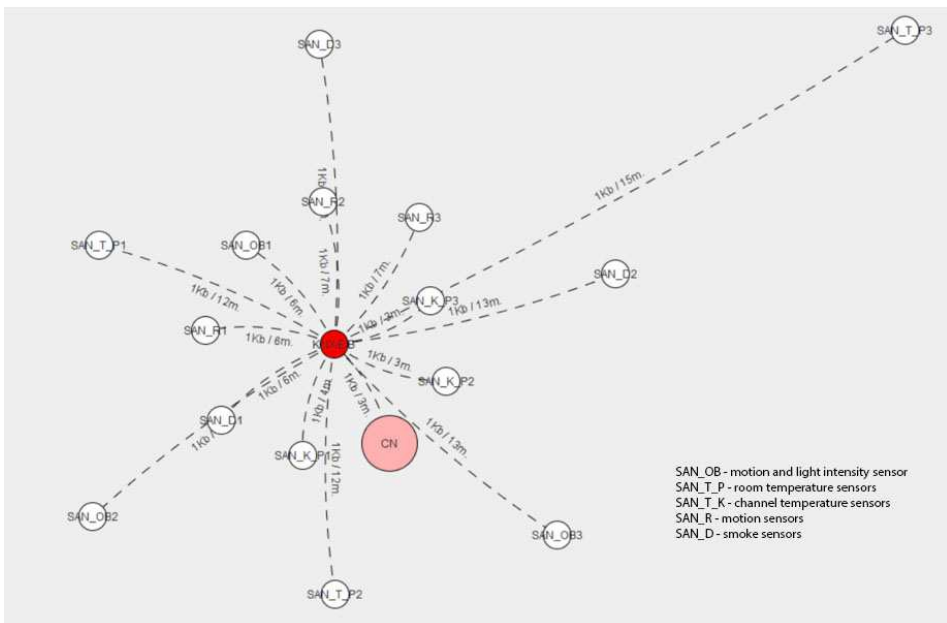 SAN_D3
SAN_T_P3
1Kb / 15m.
SAN_R2
SAN_R3
SAN_T_P1
SAN_OB1
1Kb / 7m.
1Kb / 7m.
SAN_D2
1Kb / 12m.
1Kb / 6m.
SAN_K_P3
1Kb / 13m.
SAN_R1
1Kb / 6m.
1Kb / 3m.
SAN_K_P2
1Kb / 6m.
1Kb / 4m.
1Kb / 3m.
SAN_D1
1Kb /
CN
1Kb / 13m.
SAN_K_P1
1Kb / 12m.
SAN_OB2
SAN_OB3
SAN_T_P2
SAN_OB - motion and light intensity sensor
SAN_T_P - room temperature sensors
SAN_T_K - channel temperature sensors
SAN_R - motion sensors
SAN_D - smoke sensors